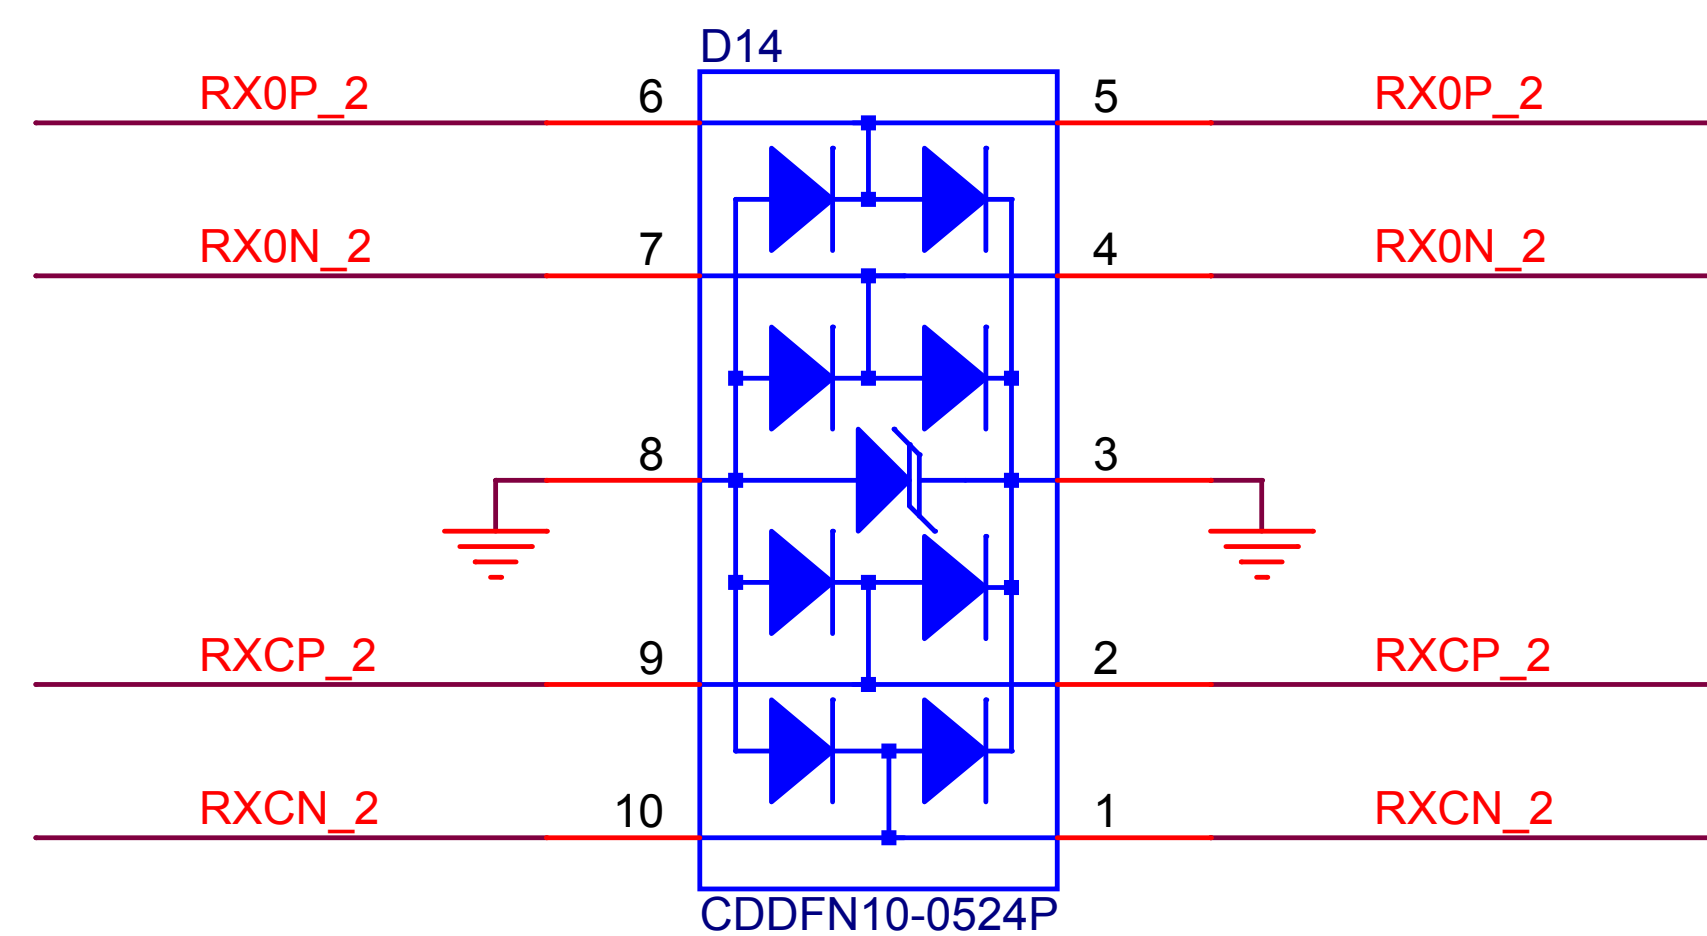 D14
RX0P_2 6 5 RX0P_2
RX0N_2 7 4 RX0N_2
8 3
RXCP_2 9 2 RXCP_2
RXCN_2 10 1 RXCN_2
CDDFN10-0524P